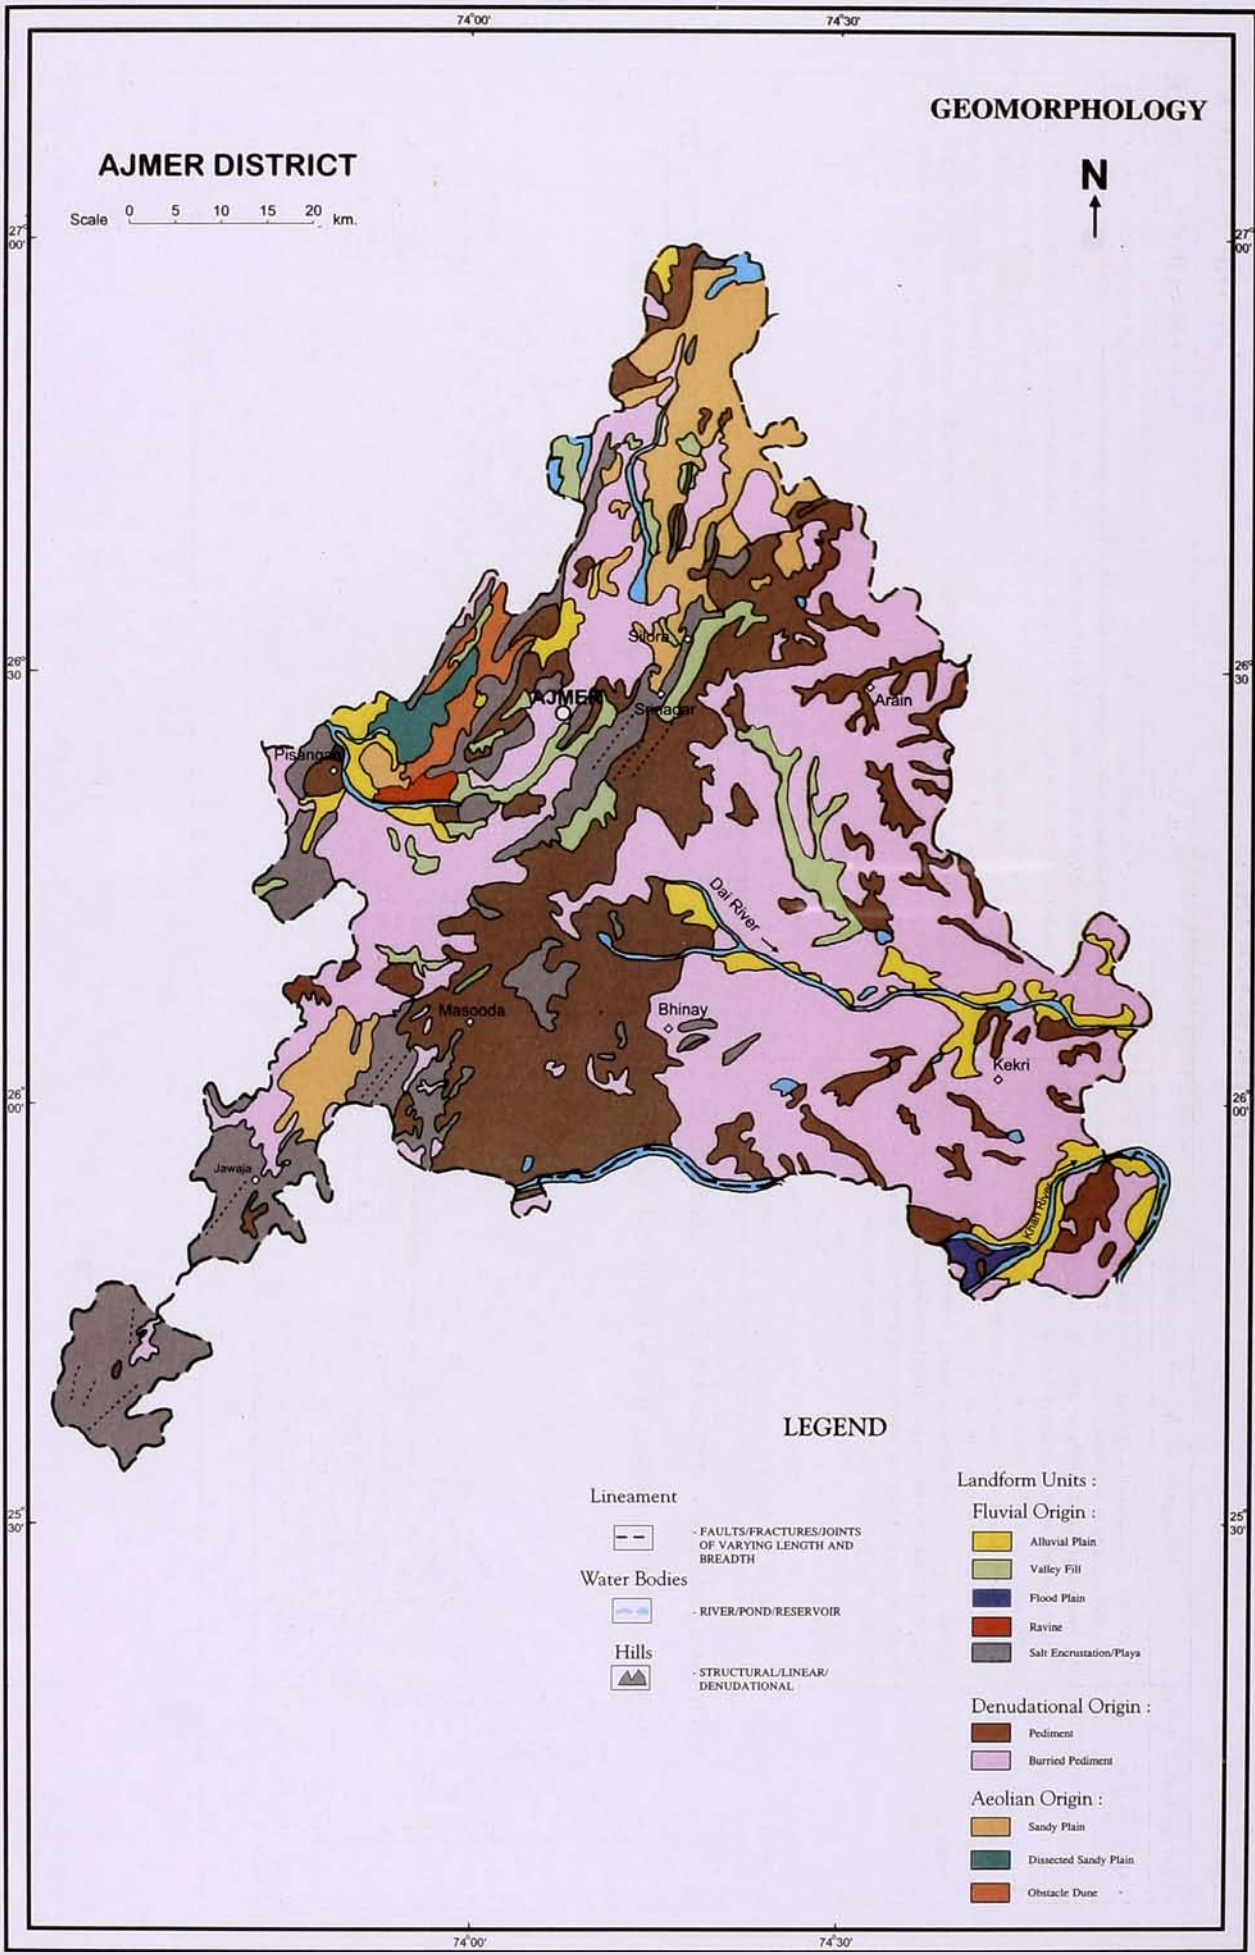 74°00'
74°30'
GEOMORPHOLOGY
AJMER DISTRICT
N
Scale 0 5 10 15 20 km.
27°
00'
27°
00'
Silora
26°
30
30
AJMER
Srinagar
Arain
Pisangan
Dai River
Masooda
Bhinay
Kekri
26°
00'
26°
00'
Jawaja
Khari River
LEGEND
Lineament
- FAULTS/FRACTURES/JOINTS
OF VARYING LENGTH AND
BREADTH
Water Bodies
- RIVER/POND/RESERVOIR
Hills
- STRUCTURAL/LINEAR/
DENUDATIONAL
Landform Units :
Fluvial Origin :
Alluvial Plain
Valley Fill
Flood Plain
Ravine
Salt Encrustation/Playa
Denudational Origin :
Pediment
Burried Pediment
Aeolian Origin :
Sandy Plain
Dissected Sandy Plain
Obstacle Dune
25°
30'
25°
30'
74°00'
74°30'